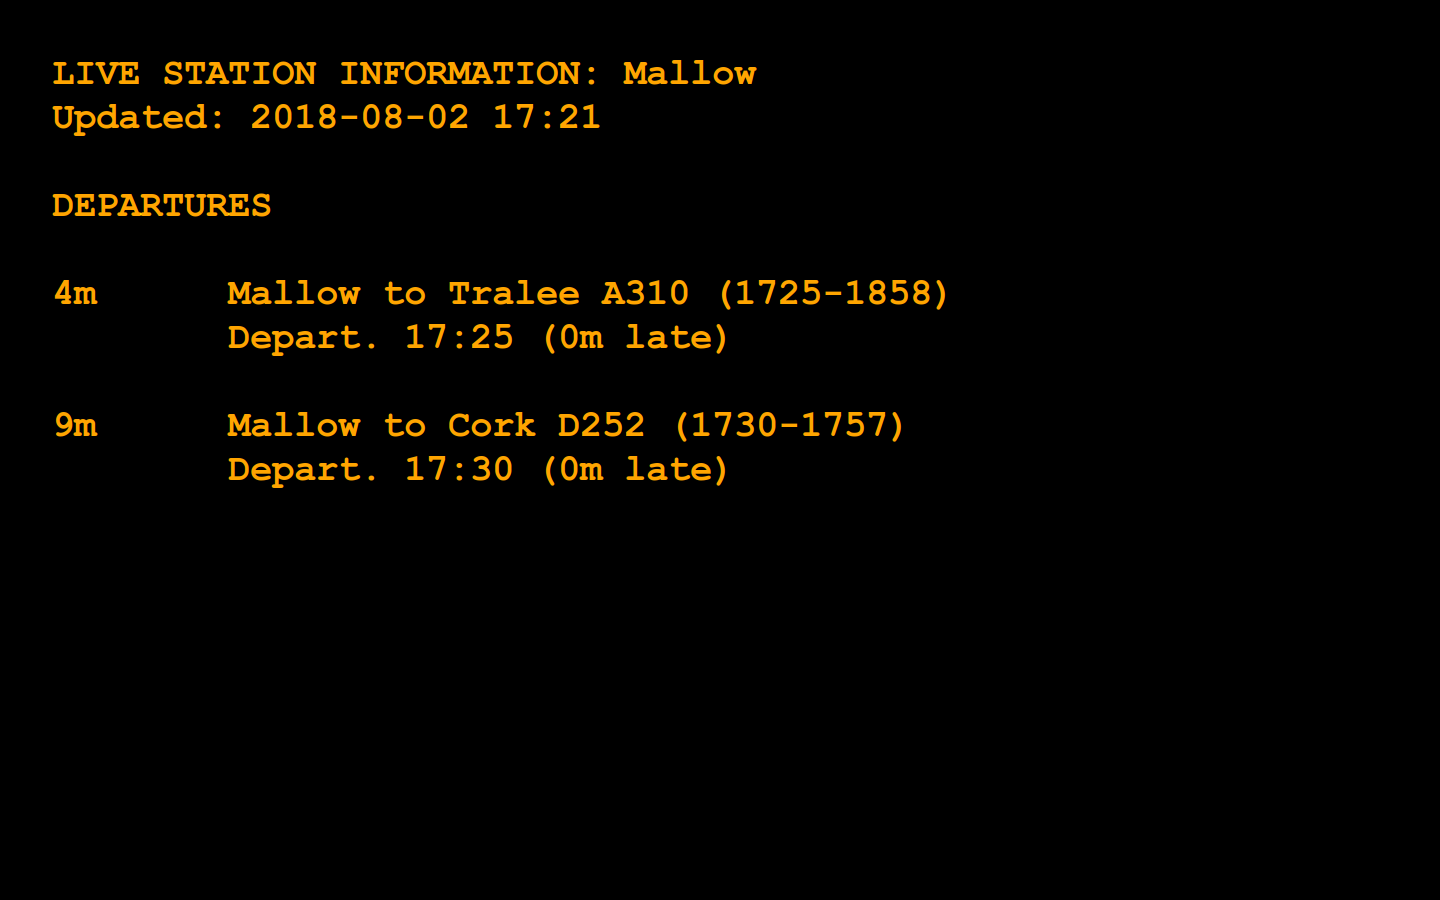 LIVE STATION INFORMATION: Mallow
Updated: 2018-08-02 17:21
DEPARTURES
4m Mallow to Tralee A310 (1725-1858)
Depart. 17:25 (0m late)
9m Mallow to Cork D252 (1730-1757)
Depart. 17:30 (0m late)